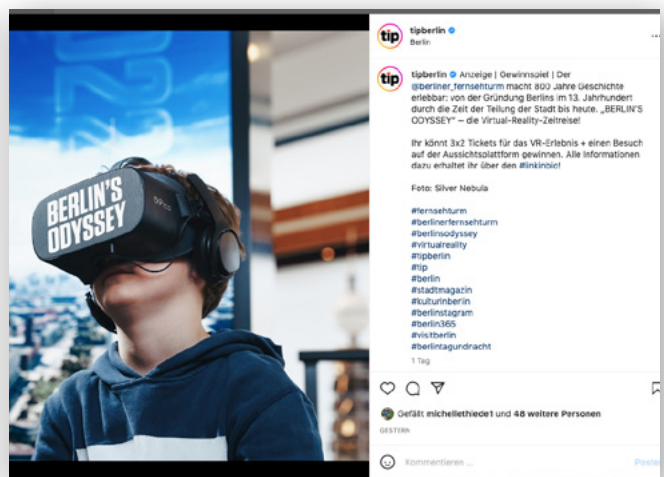 BERLIN'S
ODYSSEY
tip
tipberlin
Berlin
tip
tipberlin Anzeige | Gewinnspiel | Der
@berliner_fernsehturm macht 800 Jahre Geschichte
erlebbar: von der Gründung Berlins im 13. Jahrhundert
durch die Zeit der Teilung der Stadt bis heute. „BERLIN'S
ODYSSEY“ – die Virtual-Reality-Zeitreise!
Ihr könnt 3x2 Tickets für das VR-Erlebnis + einen Besuch
auf der Aussichtsplattform gewinnen. Alle Informationen
dazu erhaltet ihr über den #linkinbio!
Foto: Silver Nebula
#fernsehturm
#berlinerfernsehturm
#berlinsodyssey
#virtualreality
#tipberlin
#tip
#berlin
#stadtmagazin
#kulturinberlin
#berlinstagram
#berlin365
#visitberlin
#berlintagundnacht
1 Tag
Gefällt michellethiede1 und 48 weitere Personen
GESTERN
Kommentieren ...